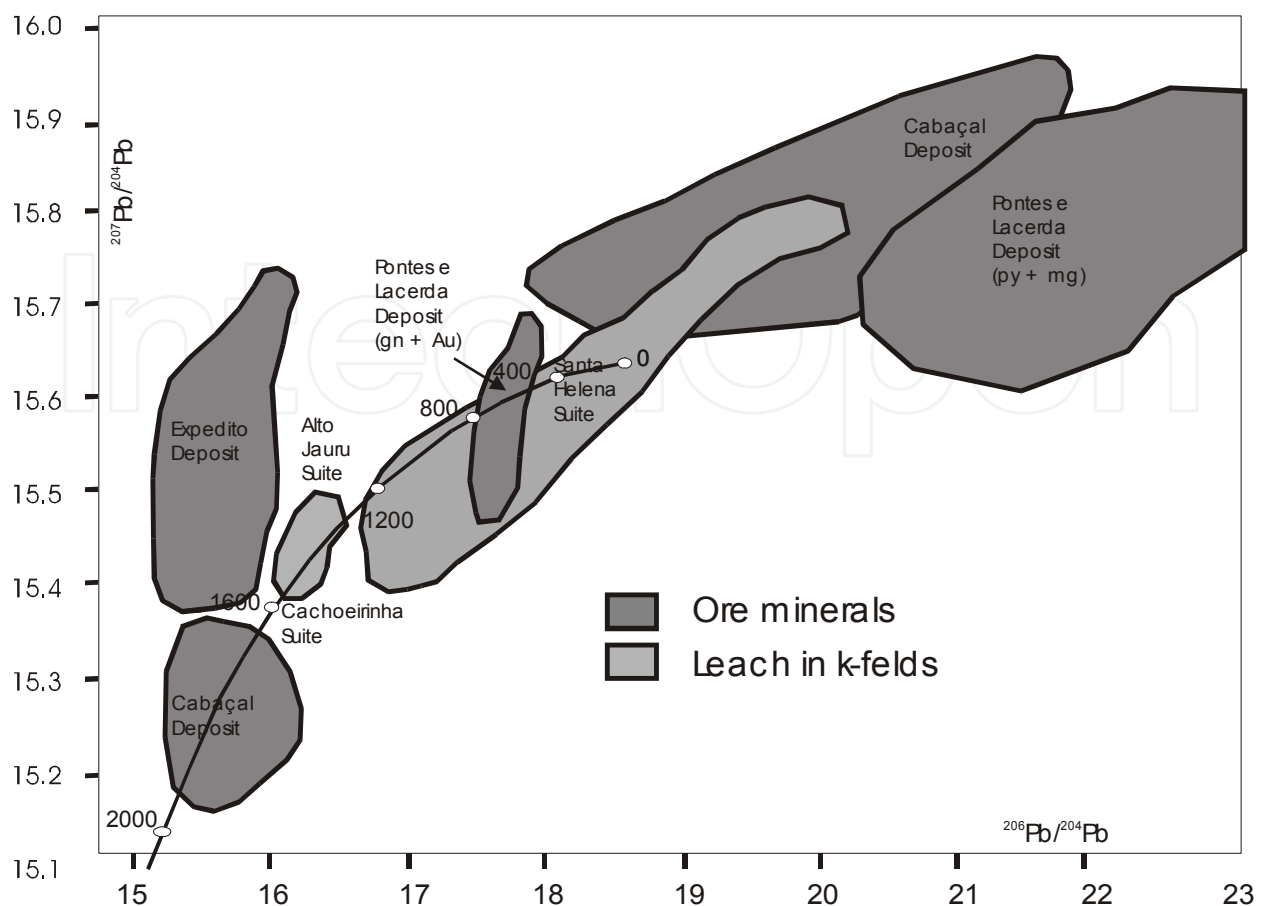 16.0
15.9
15.8
15.7
15.6
15.5
15.4
15.3
15.2
15.1
207Pb/204Pb
Cabaçal
Deposit
Pontes e
Lacerda
Deposit
(py + mg)
Pontes e
Lacerda
Deposit
(gn + Au)
400
Santa
Helena
Suite
0
800
Expedito
Deposit
Alto
Jauru
Suite
1200
1600
Cachoeirinha
Suite
Ore minerals
Leach in k-felds
Cabaçal
Deposit
2000
206Pb/204Pb
15 16 17 18 19 20 21 22 23
IntechOpen